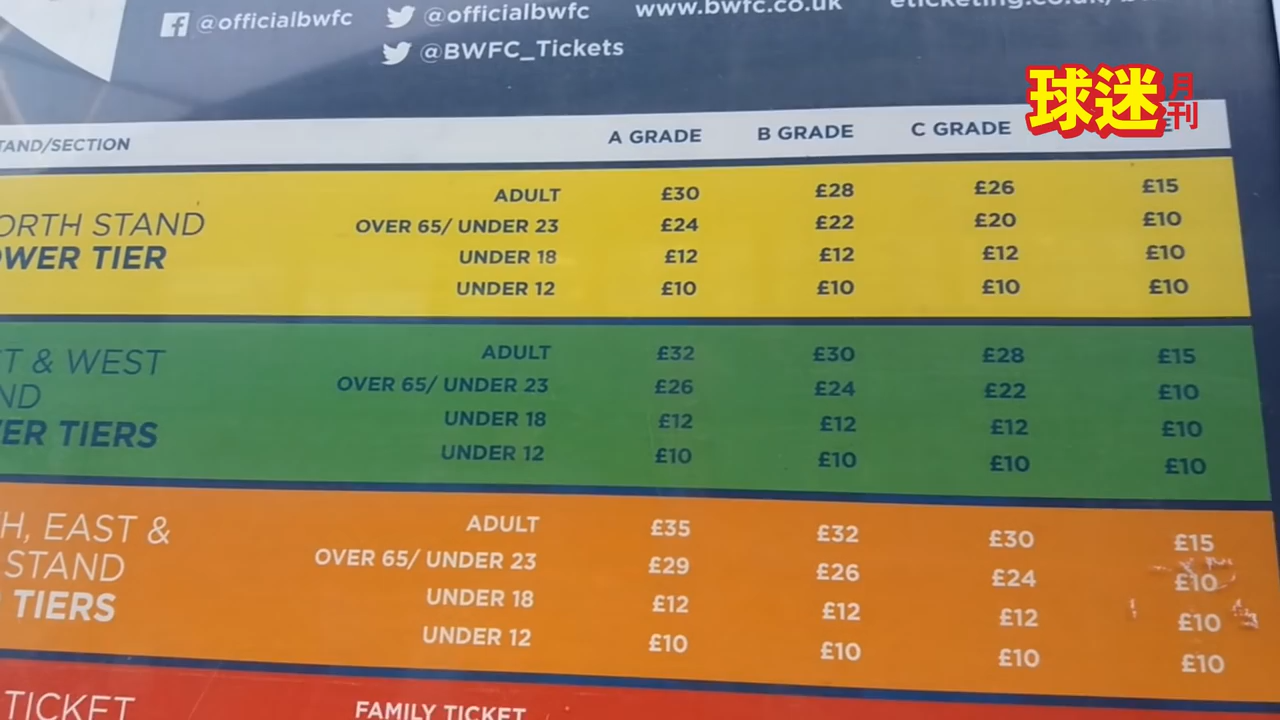 @officialbwfc @officialbwfc www.bwfc.co.uk
@BWFC_Tickets
球迷月刊
TAND/SECTION A GRADE B GRADE C GRADE
ORTH STAND
OWER TIER
ADULT £30 £28 £26 £15
OVER 65/ UNDER 23 £24 £22 £20 £10
UNDER 18 £12 £12 £12 £10
UNDER 12 £10 £10 £10 £10
T & WEST
ND
ER TIERS
ADULT £32 £30 £28 £15
OVER 65/ UNDER 23 £26 £24 £22 £10
UNDER 18 £12 £12 £12 £10
UNDER 12 £10 £10 £10 £10
H, EAST &
STAND
TIERS
ADULT £35 £32 £30 £15
OVER 65/ UNDER 23 £29 £26 £24 £10
UNDER 18 £12 £12 £12 £10
UNDER 12 £10 £10 £10 £10
TICKET FAMILY TICKET